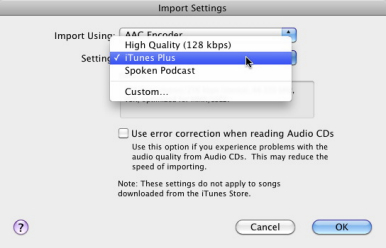 Import Settings
Import Using: AAC Encoder
High Quality (128 kbps)
Setting ✓ iTunes Plus
Spoken Podcast
Custom...
Use error correction when reading Audio CDs
Use this option if you experience problems with the
audio quality from Audio CDs. This may reduce the
speed of importing.
Note: These settings do not apply to songs
downloaded from the iTunes Store.
? Cancel OK